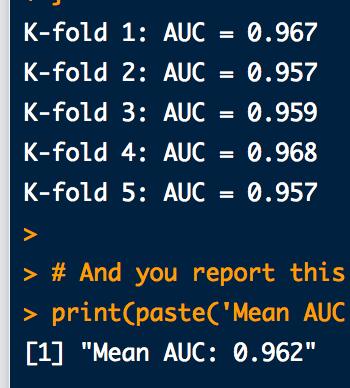 K-fold 1: AUC = 0.967
K-fold 2: AUC = 0.957
K-fold 3: AUC = 0.959
K-fold 4: AUC = 0.968
K-fold 5: AUC = 0.957
>
> # And you report this
> print(paste('Mean AUC
[1] "Mean AUC: 0.962"